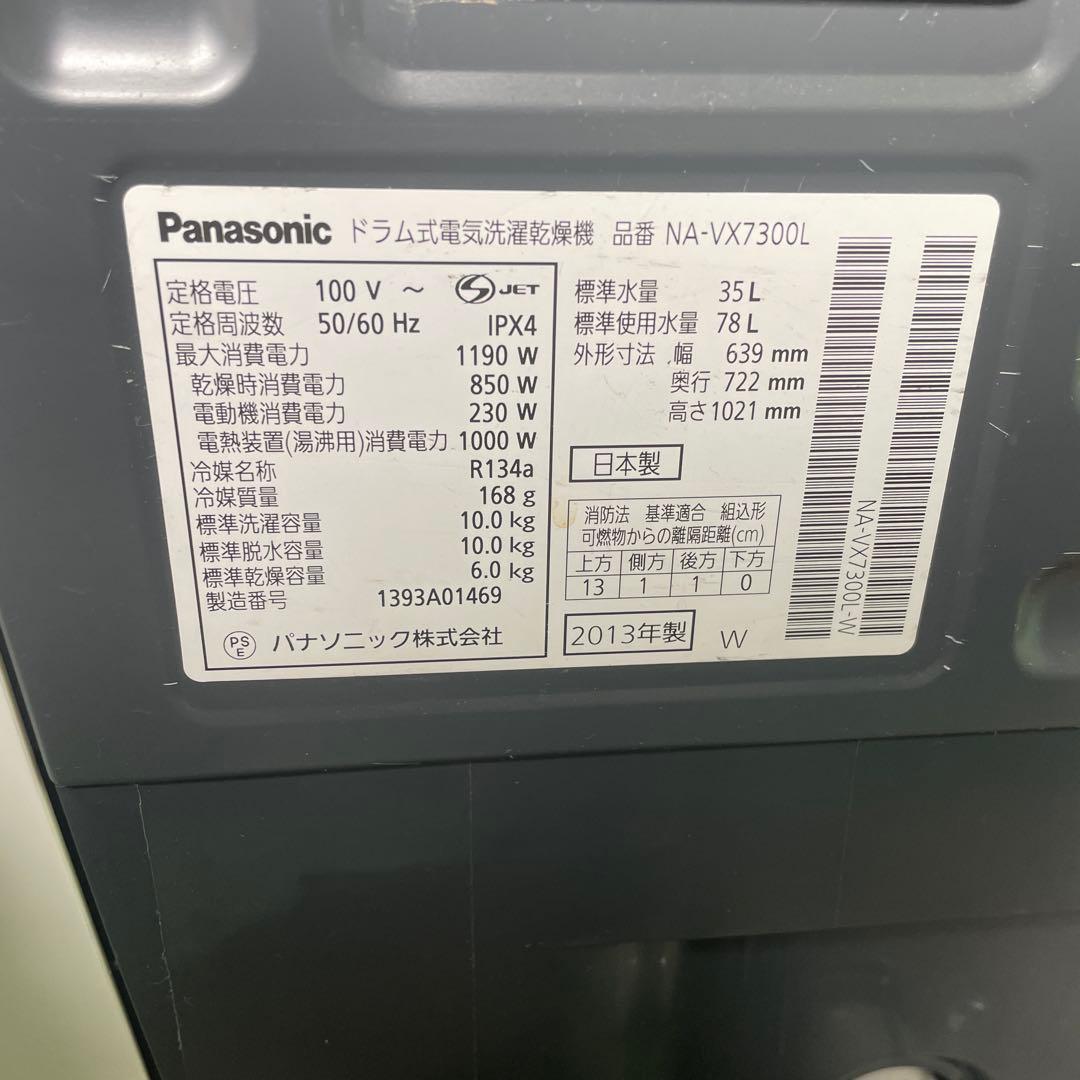 Panasonic ドラム式電気洗濯乾燥機 品番 NA-VX7300L
定格電圧 100 V ～ S JET
定格周波数 50/60 Hz IPX4
最大消費電力 1190 W
乾燥時消費電力 850 W
電動機消費電力 230 W
電熱装置(湯沸用)消費電力 1000 W
冷媒名称 R134a
冷媒質量 168 g
標準洗濯容量 10.0 kg
標準脱水容量 10.0 kg
標準乾燥容量 6.0 kg
製造番号 1393A01469
PSE パナソニック株式会社
標準水量 35 L
標準使用水量 78 L
外形寸法 幅 639 mm
奥行 722 mm
高さ 1021 mm
日本製
消防法 基準適合 組込形
可燃物からの離隔距離(cm)
上方 側方 後方 下方
13 1 1 0
2013年製 W
NA-VX7300L-W